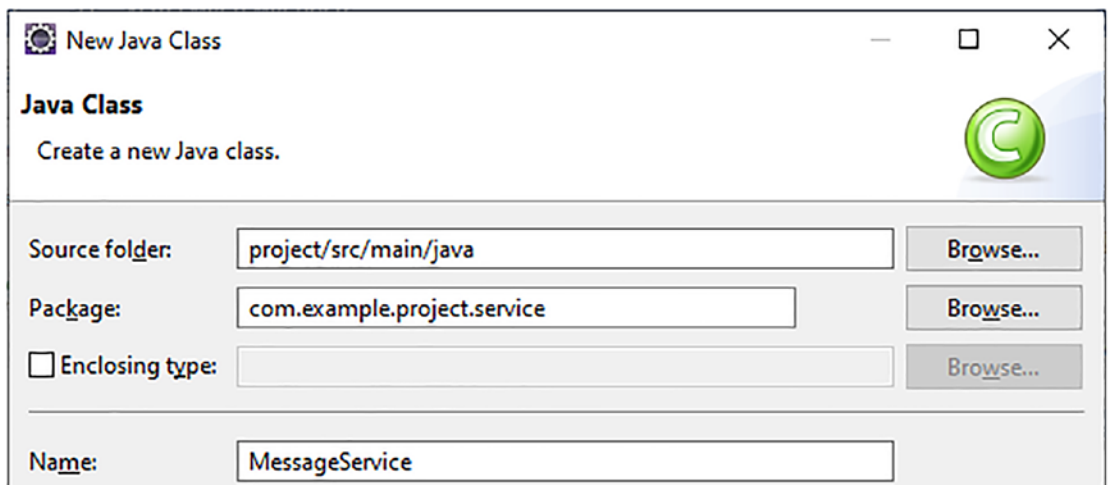 New Java Class
Java Class
Create a new Java class.
Source folder: project/src/main/java Browse...
Package: com.example.project.service Browse...
Enclosing type: Browse...
Name: MessageService